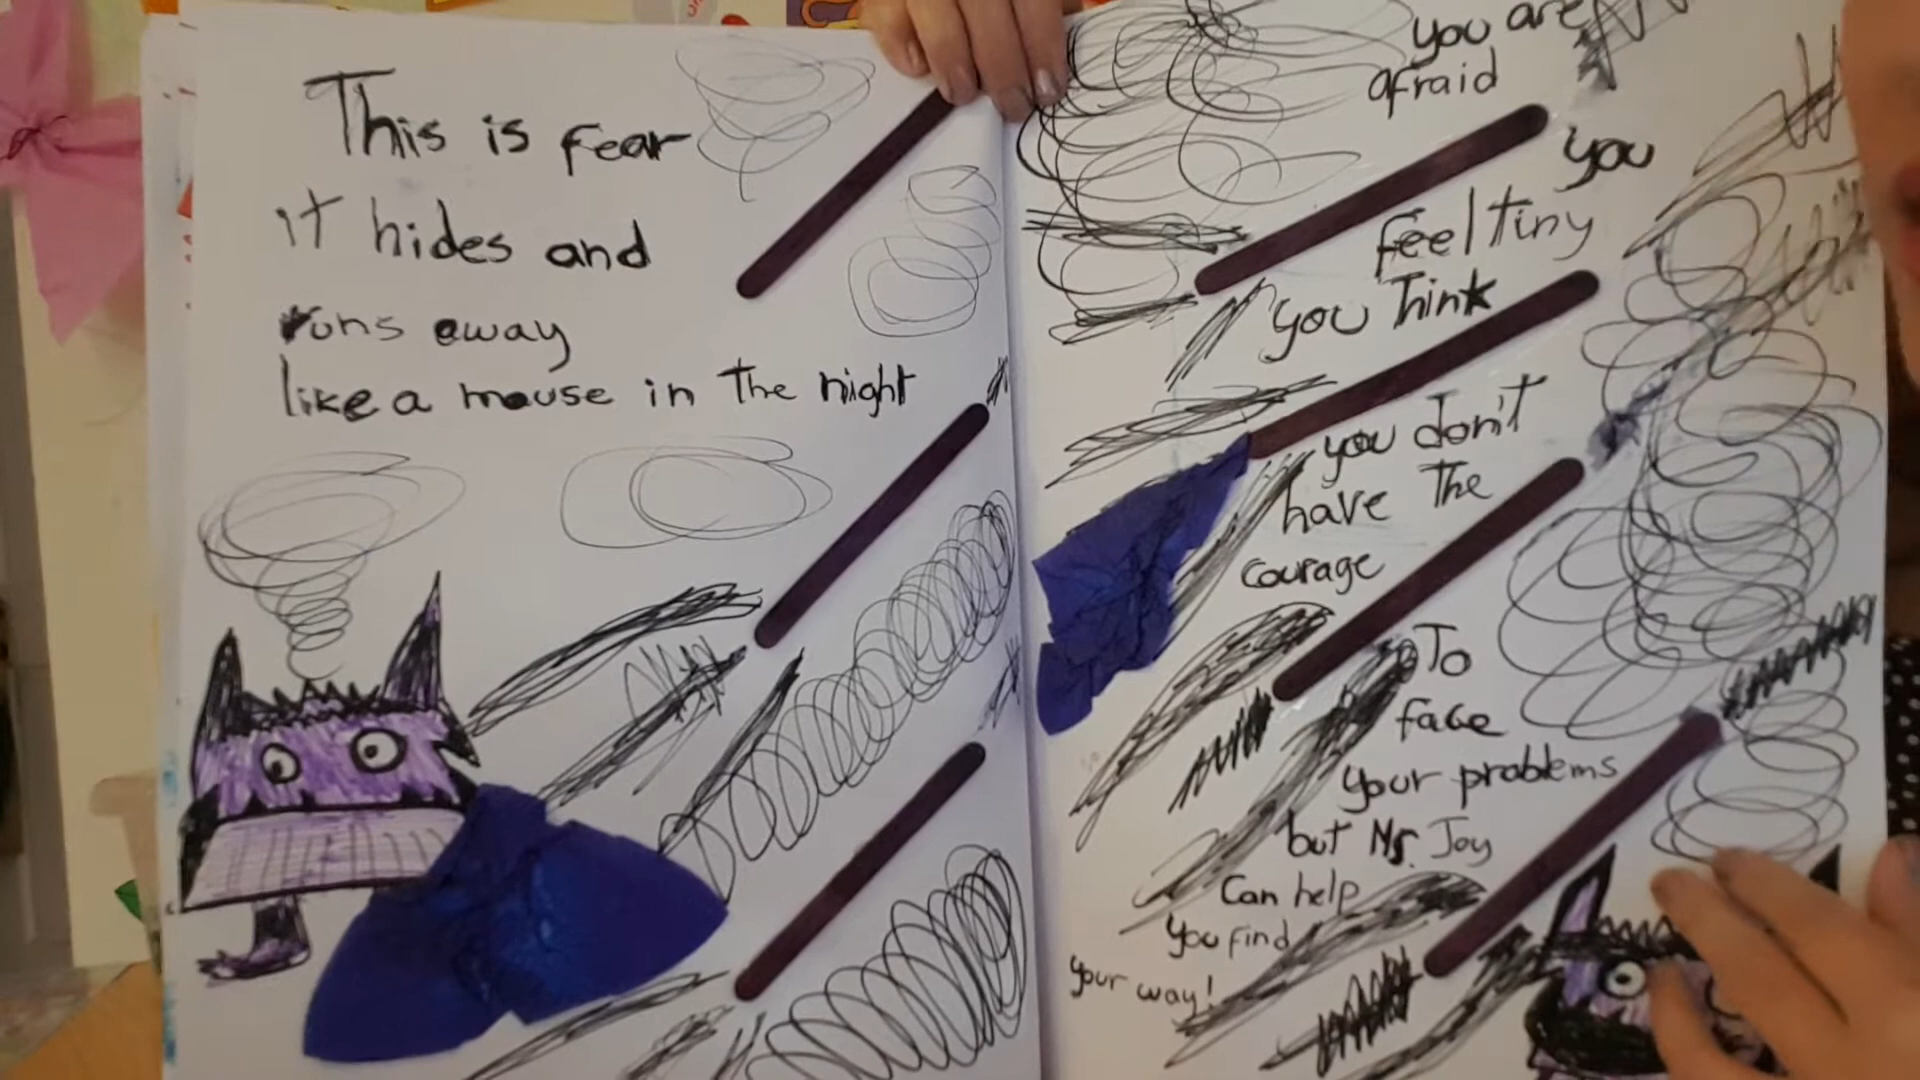 This is fear
it hides and
runs away
like a mouse in the night
you are
afraid
you
feel tiny
you Think
you don't
have The
courage
To
face
your problems
but Mr. Joy
Can help
you find
your way!